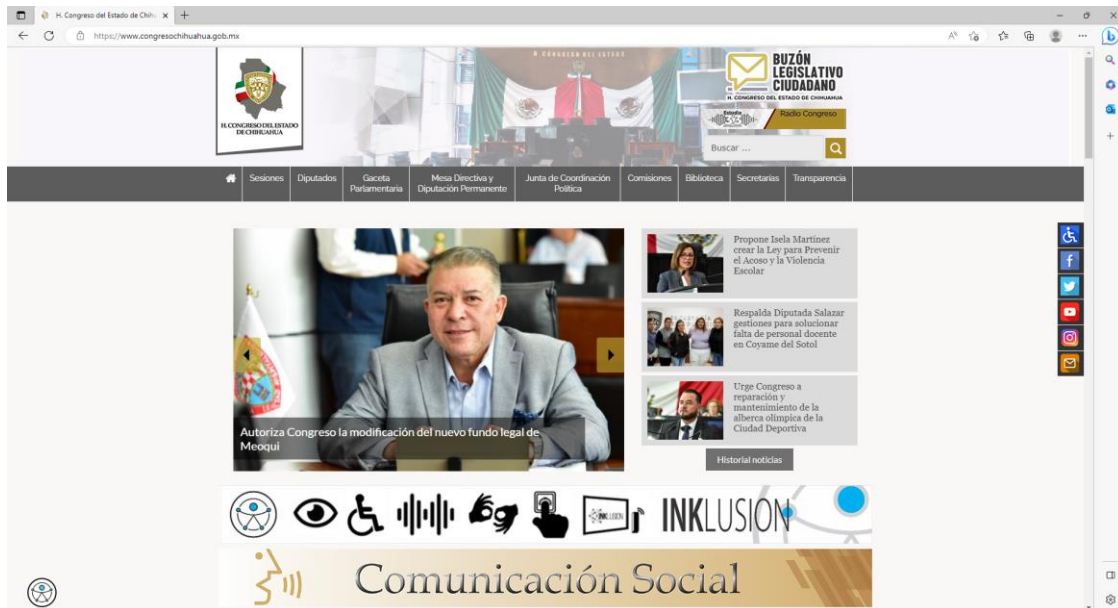 H. Congreso del Estado de Chihu
https://www.congresochihuahua.gob.mx
H. CONGRESO DEL ESTADO
DE CHIHUAHUA
H. CONGRESO DEL ESTADO
BUZÓN
LEGISLATIVO
CIUDADANO
H. CONGRESO DEL ESTADO DE CHIHUAHUA
Radio Congreso
Buscar ...
Sesiones
Diputados
Gaceta
Parlamentaria
Mesa Directiva y
Diputación Permanente
Junta de Coordinación
Política
Comisiones
Biblioteca
Secretarías
Transparencia
Autoriza Congreso la modificación del nuevo fundo legal de
Meoqui
Propone Isela Martínez
crear la Ley para Prevenir
el Acoso y la Violencia
Escolar
Respalda Diputada Salazar
gestiones para solucionar
falta de personal docente
en Coyame del Sotol
Urge Congreso a
reparación y
mantenimiento de la
alberca olímpica de la
Ciudad Deportiva
Historial noticias
INKLUSION
INKLUSION
Comunicación Social